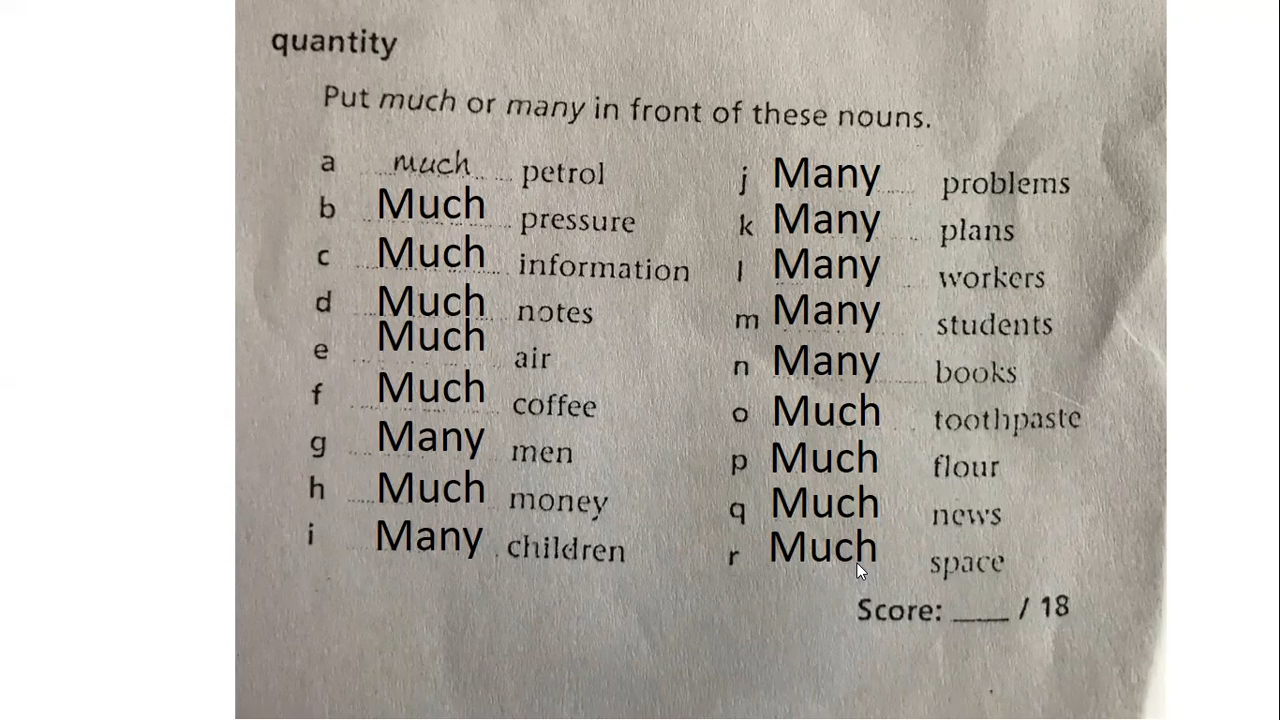 quantity
Put much or many in front of these nouns.
a much petrol
b Much pressure
c Much information
d Much notes
e Much air
f Much coffee
g Many men
h Much money
i Many children
j Many problems
k Many plans
l Many workers
m Many students
n Many books
o Much toothpaste
p Much flour
q Much news
r Much space
Score: ____ / 18